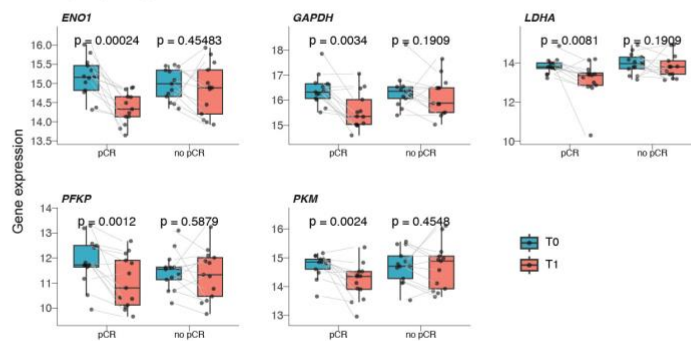 ENO1
GAPDH
LDHA
p = 0.00024 p = 0.45483
p = 0.0034 p = 0.1909
p = 0.0081 p = 0.1909
16.0
15.5
15.0
14.5
14.0
13.5
18
17
16
15
14
12
10
pCR no pCR
pCR no pCR
pCR no pCR
Gene expression
PFKP
PKM
p = 0.0012 p = 0.5879
p = 0.0024 p = 0.4548
14
13
12
11
10
16
15
14
13
T0
T1
pCR no pCR
pCR no pCR